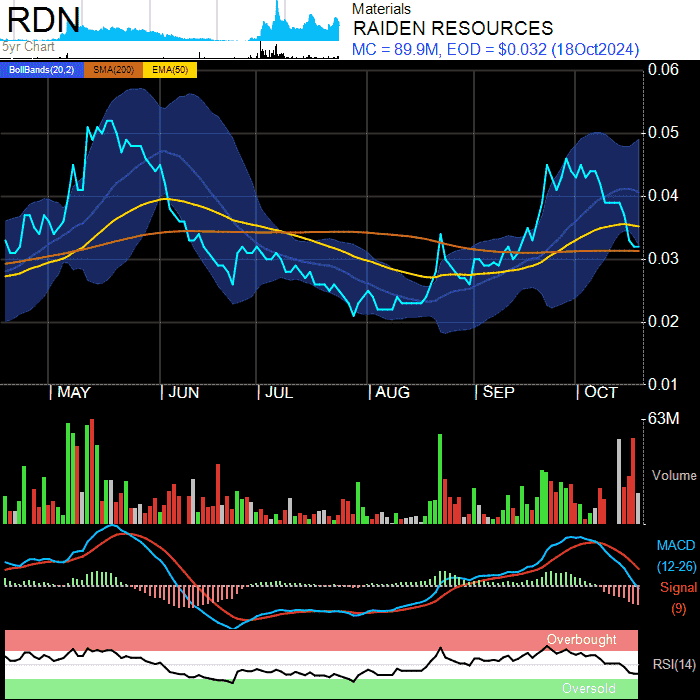 RDN
5yr Chart
Materials
RAIDEN RESOURCES
MC = 89.9M, EOD = $0.032 (18Oct2024)
BollBands(20,2) SMA(200) EMA(50)
0.06
0.05
0.04
0.03
0.02
0.01
| MAY | JUN | JUL | AUG | SEP | OCT
63M
Volume
MACD
(12-26)
Signal
(9)
Overbought
RSI(14)
Oversold